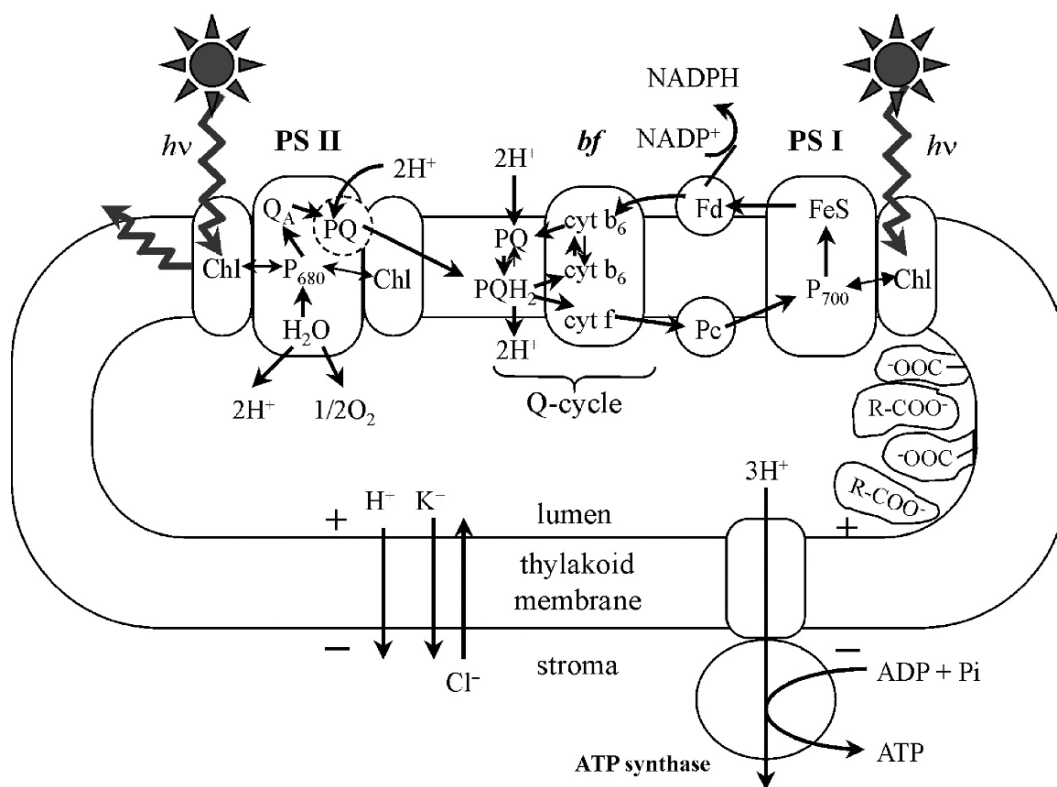 NADPH
hν
PS II
bf
NADP⁺
PS I
hν
2H⁺
2H⁺
Q_A
PQ
Fd
FeS
cyt b₆
PQ
Chl
P₆₈₀
Chl
PQH₂
cyt b₆
P₇₀₀
Chl
H₂O
cyt f
Pc
2H⁺
2H⁺
1/2O₂
Q-cycle
⁻OOC
R-COO⁻
⁻OOC
R-COO⁻
3H⁺
H⁺
K⁻
+
lumen
+
thylakoid
membrane
−
stroma
−
Cl⁻
ADP + Pi
ATP synthase
ATP